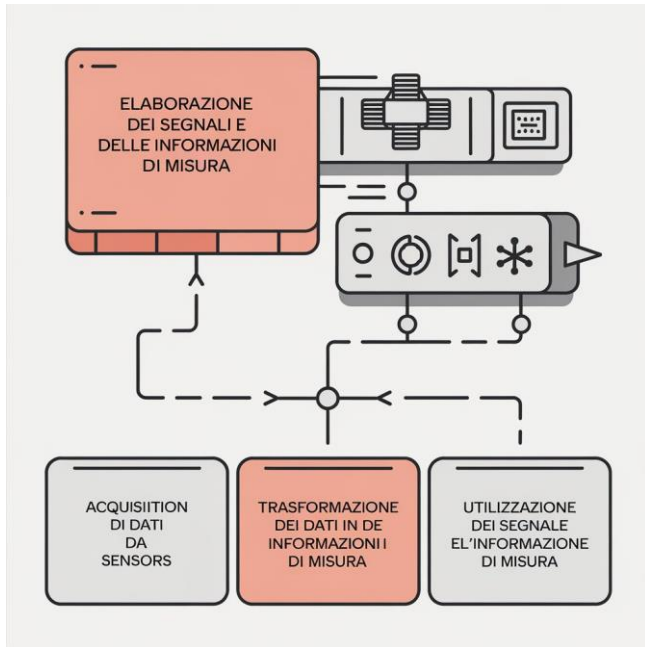 ELABORAZIONE
DEI SEGNALI E
DELLE INFORMAZIONI
DI MISURA
ACQUISIITION
DI DATI
DA
SENSORS
TRASFORMAZIONE
DEI DATI IN DE
INFORMAZIONI I
DI MISURA
UTILIZZAZIONE
DEI SEGNALE
EL'INFORMAZIONE
DI MISURA